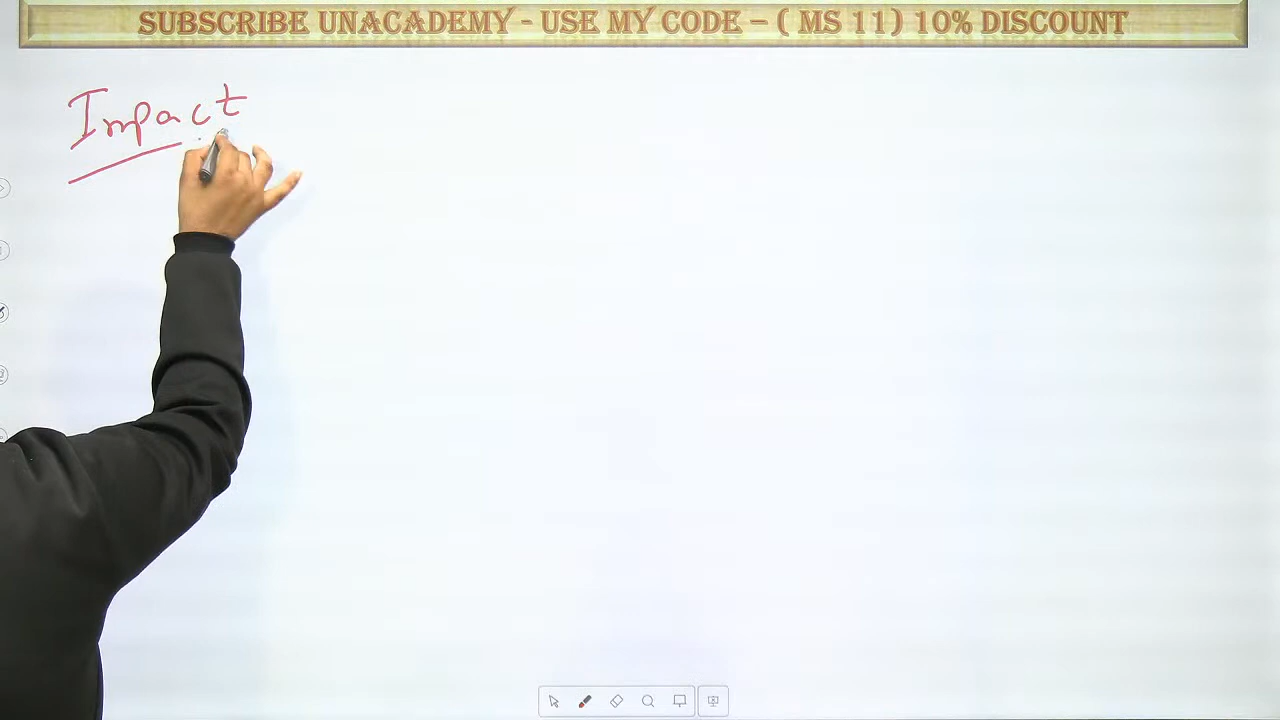 SUBSCRIBE UNACADEMY - USE MY CODE – ( MS 11) 10% DISCOUNT
Impact